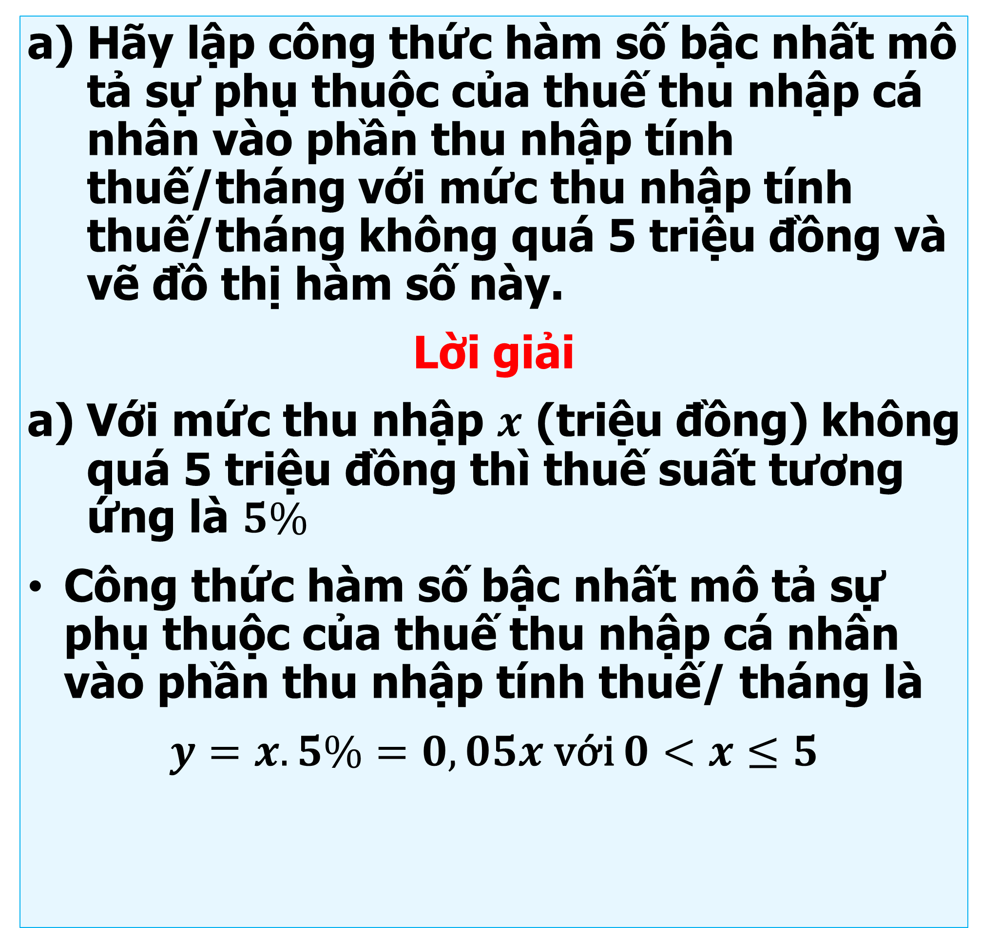 a) Hãy lập công thức hàm số bậc nhất mô
tả sự phụ thuộc của thuế thu nhập cá
nhân vào phần thu nhập tính
thuế/tháng với mức thu nhập tính
thuế/tháng không quá 5 triệu đồng và
vẽ đồ thị hàm số này.
Lời giải
a) Với mức thu nhập x (triệu đồng) không
quá 5 triệu đồng thì thuế suất tương
ứng là 5%
• Công thức hàm số bậc nhất mô tả sự
phụ thuộc của thuế thu nhập cá nhân
vào phần thu nhập tính thuế/ tháng là
y = x. 5% = 0, 05x với 0 < x ≤ 5